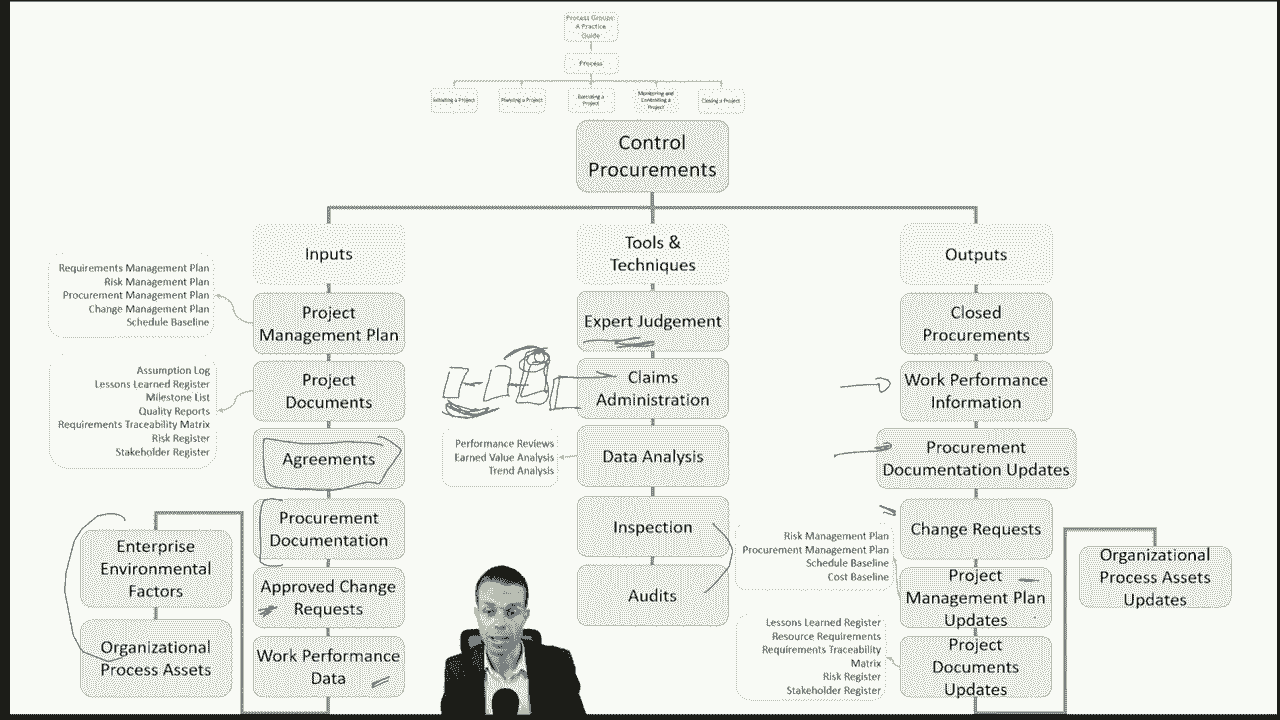 Process Groups:
A Practice
Guide
Process
Initiating a Project
Planning a Project
Executing a
Project
Monitoring and
Controlling a
Project
Closing a Project
Control
Procurements
Inputs
Project
Management Plan
Requirements Management Plan
Risk Management Plan
Procurement Management Plan
Change Management Plan
Schedule Baseline
Project
Documents
Assumption Log
Lessons Learned Register
Milestone List
Quality Reports
Requirements Traceability Matrix
Risk Register
Stakeholder Register
Agreements
Procurement
Documentation
Approved Change
Requests
Work Performance
Data
Enterprise
Environmental
Factors
Organizational
Process Assets
Tools &
Techniques
Expert Judgement
Claims
Administration
Data Analysis
Performance Reviews
Earned Value Analysis
Trend Analysis
Inspection
Audits
Outputs
Closed
Procurements
Work Performance
Information
Procurement
Documentation Updates
Change Requests
Project
Management Plan
Updates
Risk Management Plan
Procurement Management Plan
Schedule Baseline
Cost Baseline
Project
Documents
Updates
Lessons Learned Register
Resource Requirements
Requirements Traceability
Matrix
Risk Register
Stakeholder Register
Organizational
Process Assets
Updates